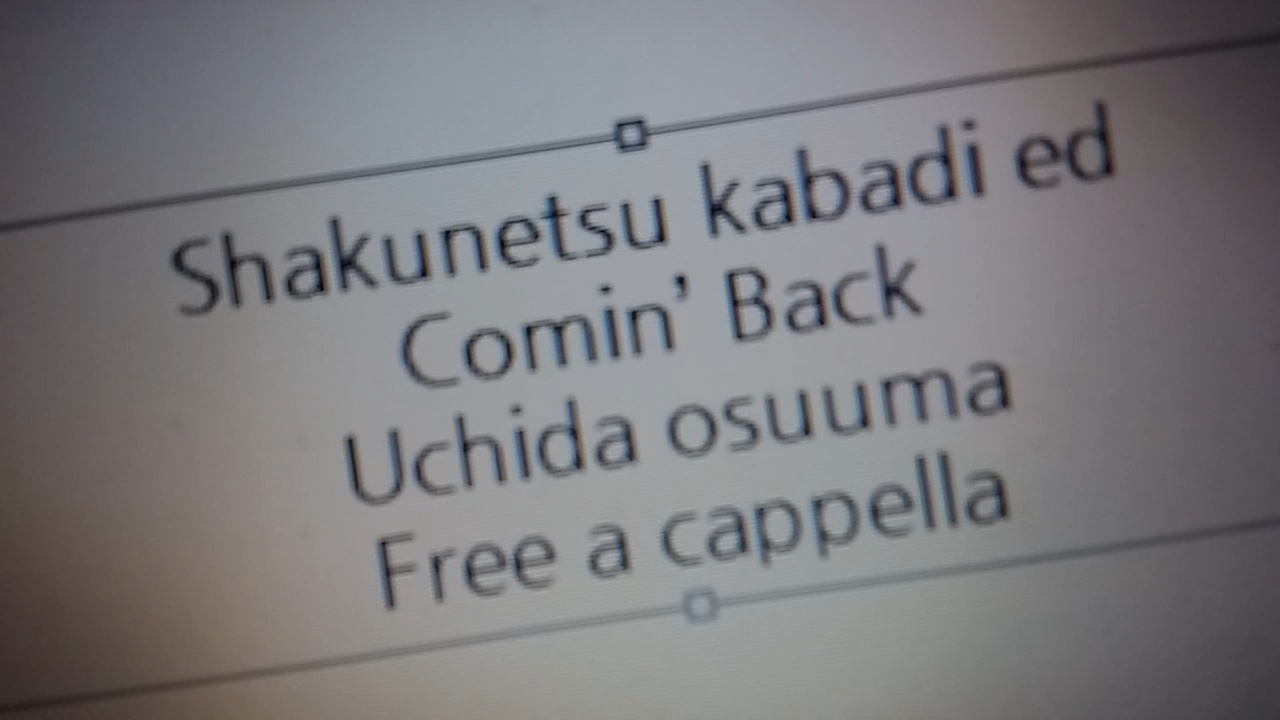 Shakunetsu kabadi ed
Comin’ Back
Uchida osuuma
Free a cappella